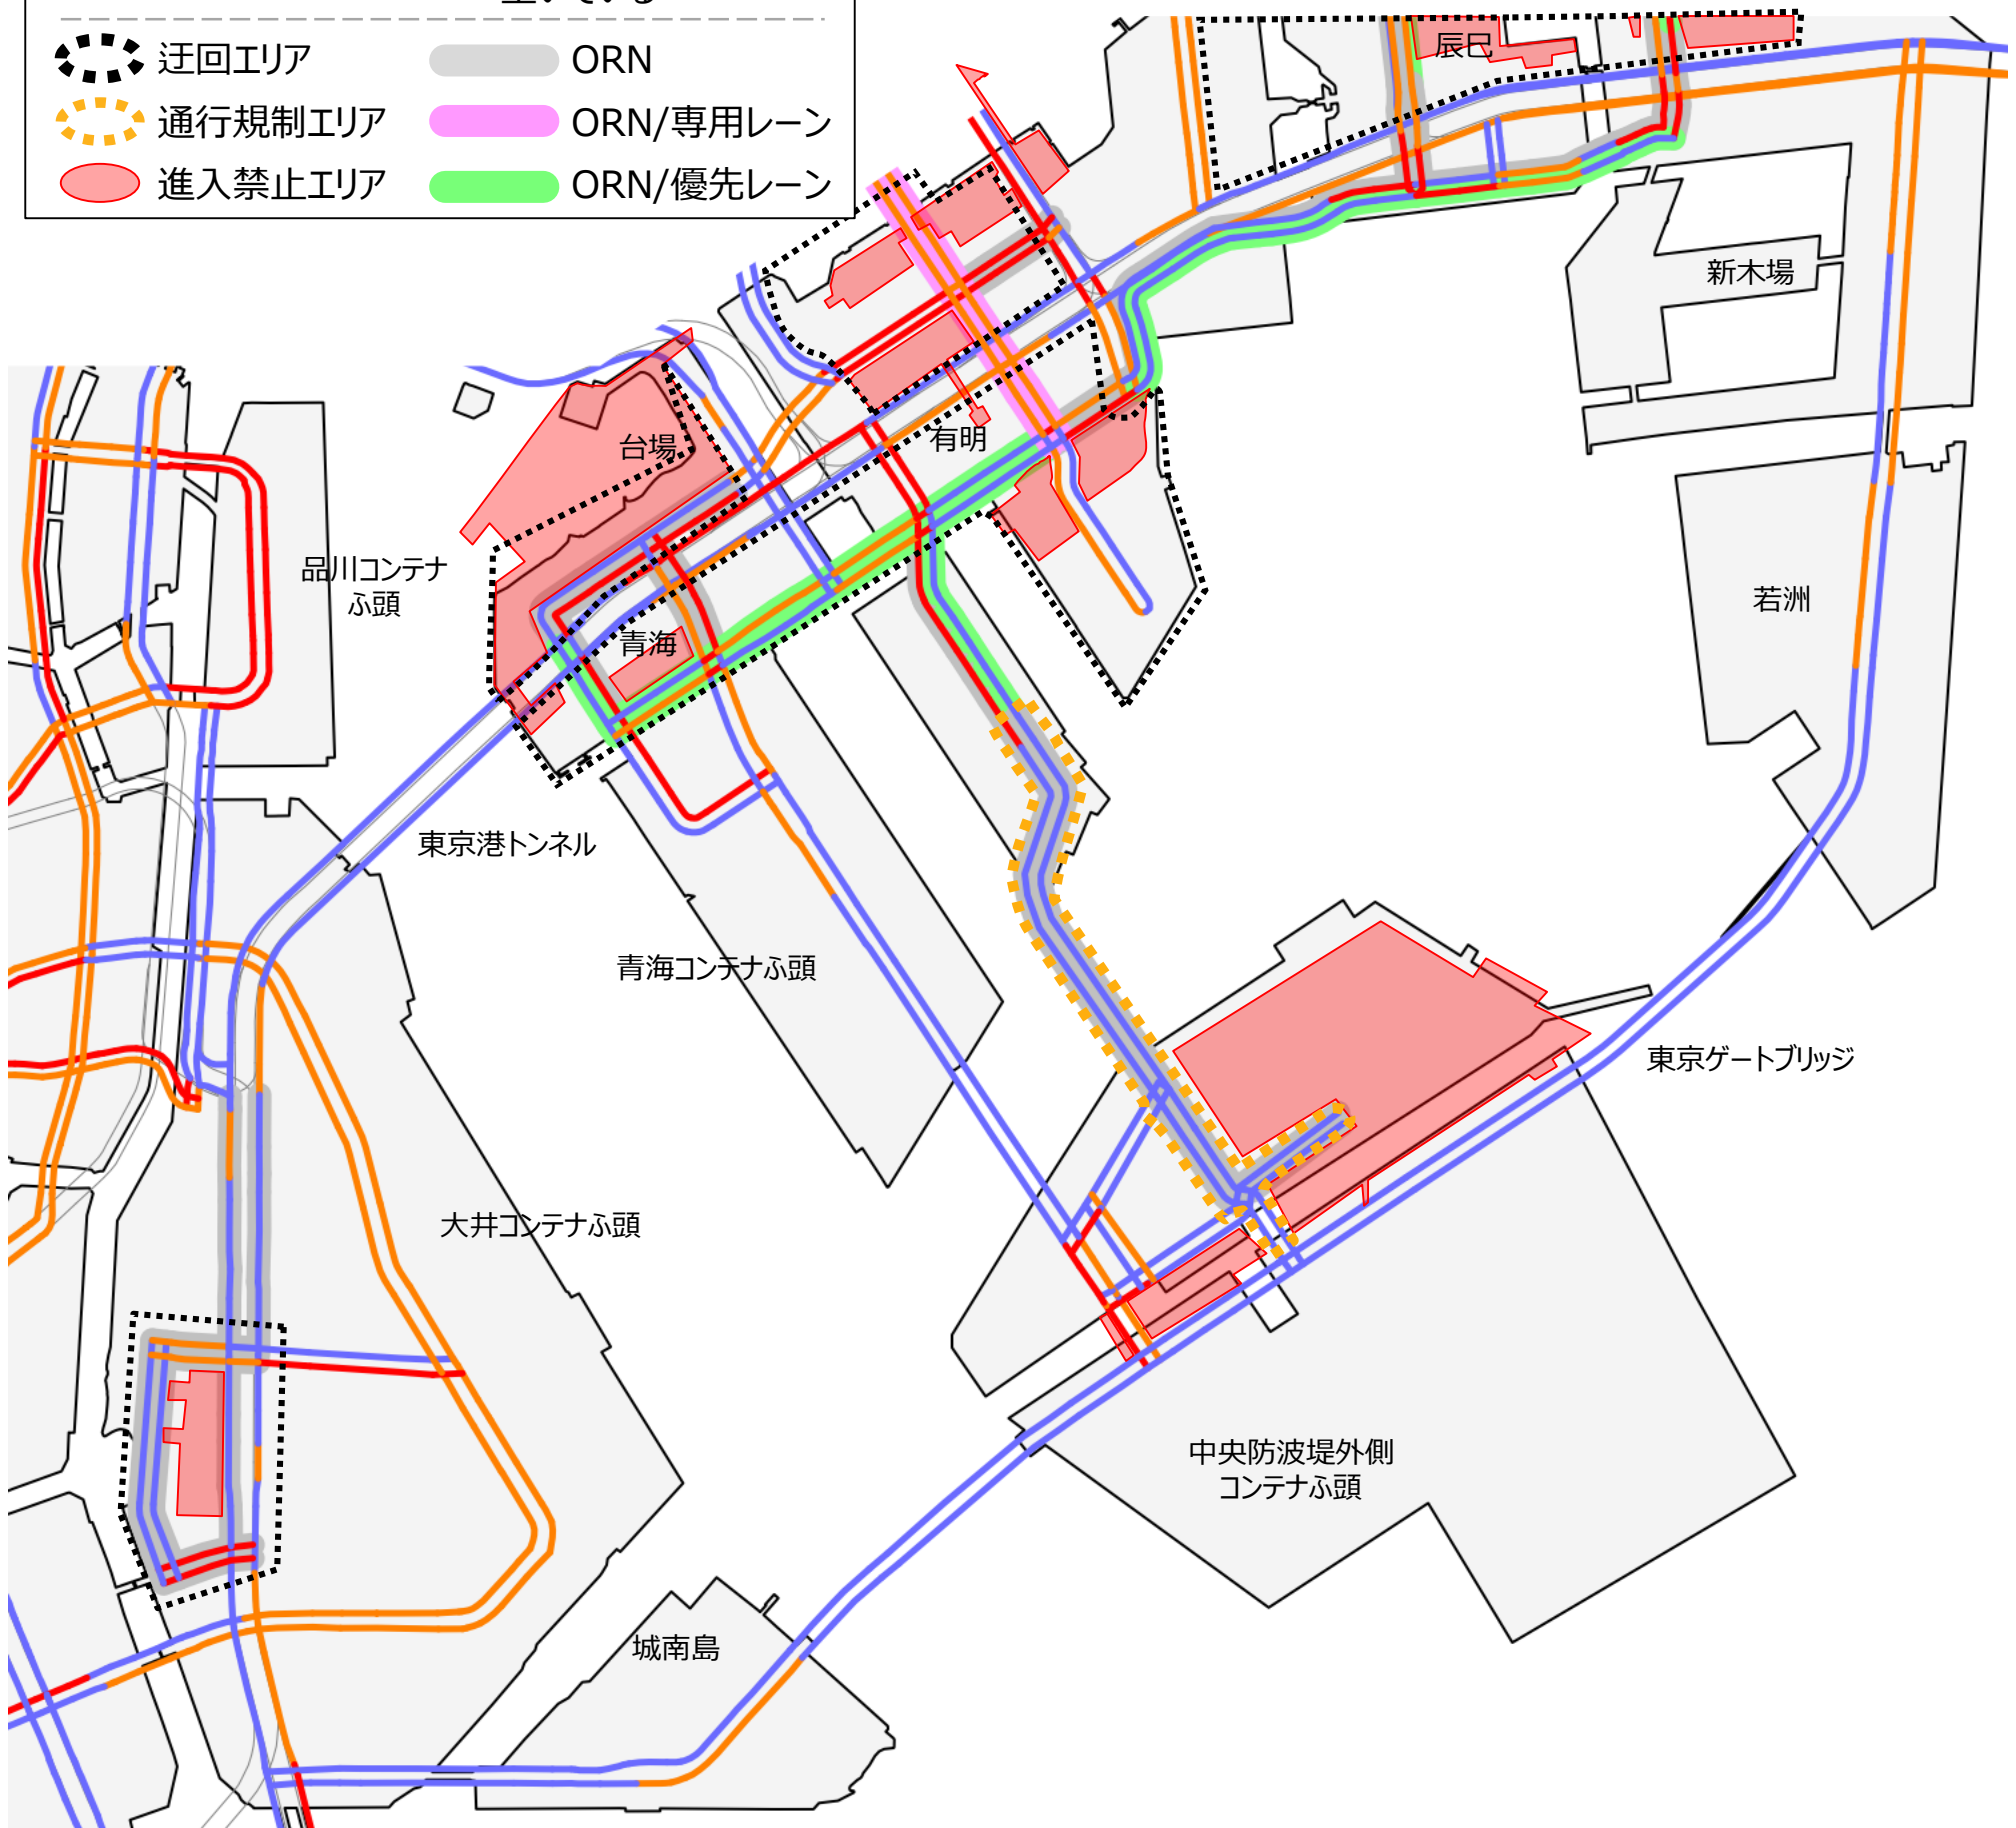 空いている
迂回エリア
ORN
通行規制エリア
ORN/専用レーン
進入禁止エリア
ORN/優先レーン
辰巳
新木場
台場
有明
品川コンテナ
ふ頭
若洲
青海
東京港トンネル
青海コンテナふ頭
東京ゲートブリッジ
大井コンテナふ頭
中央防波堤外側
コンテナふ頭
城南島